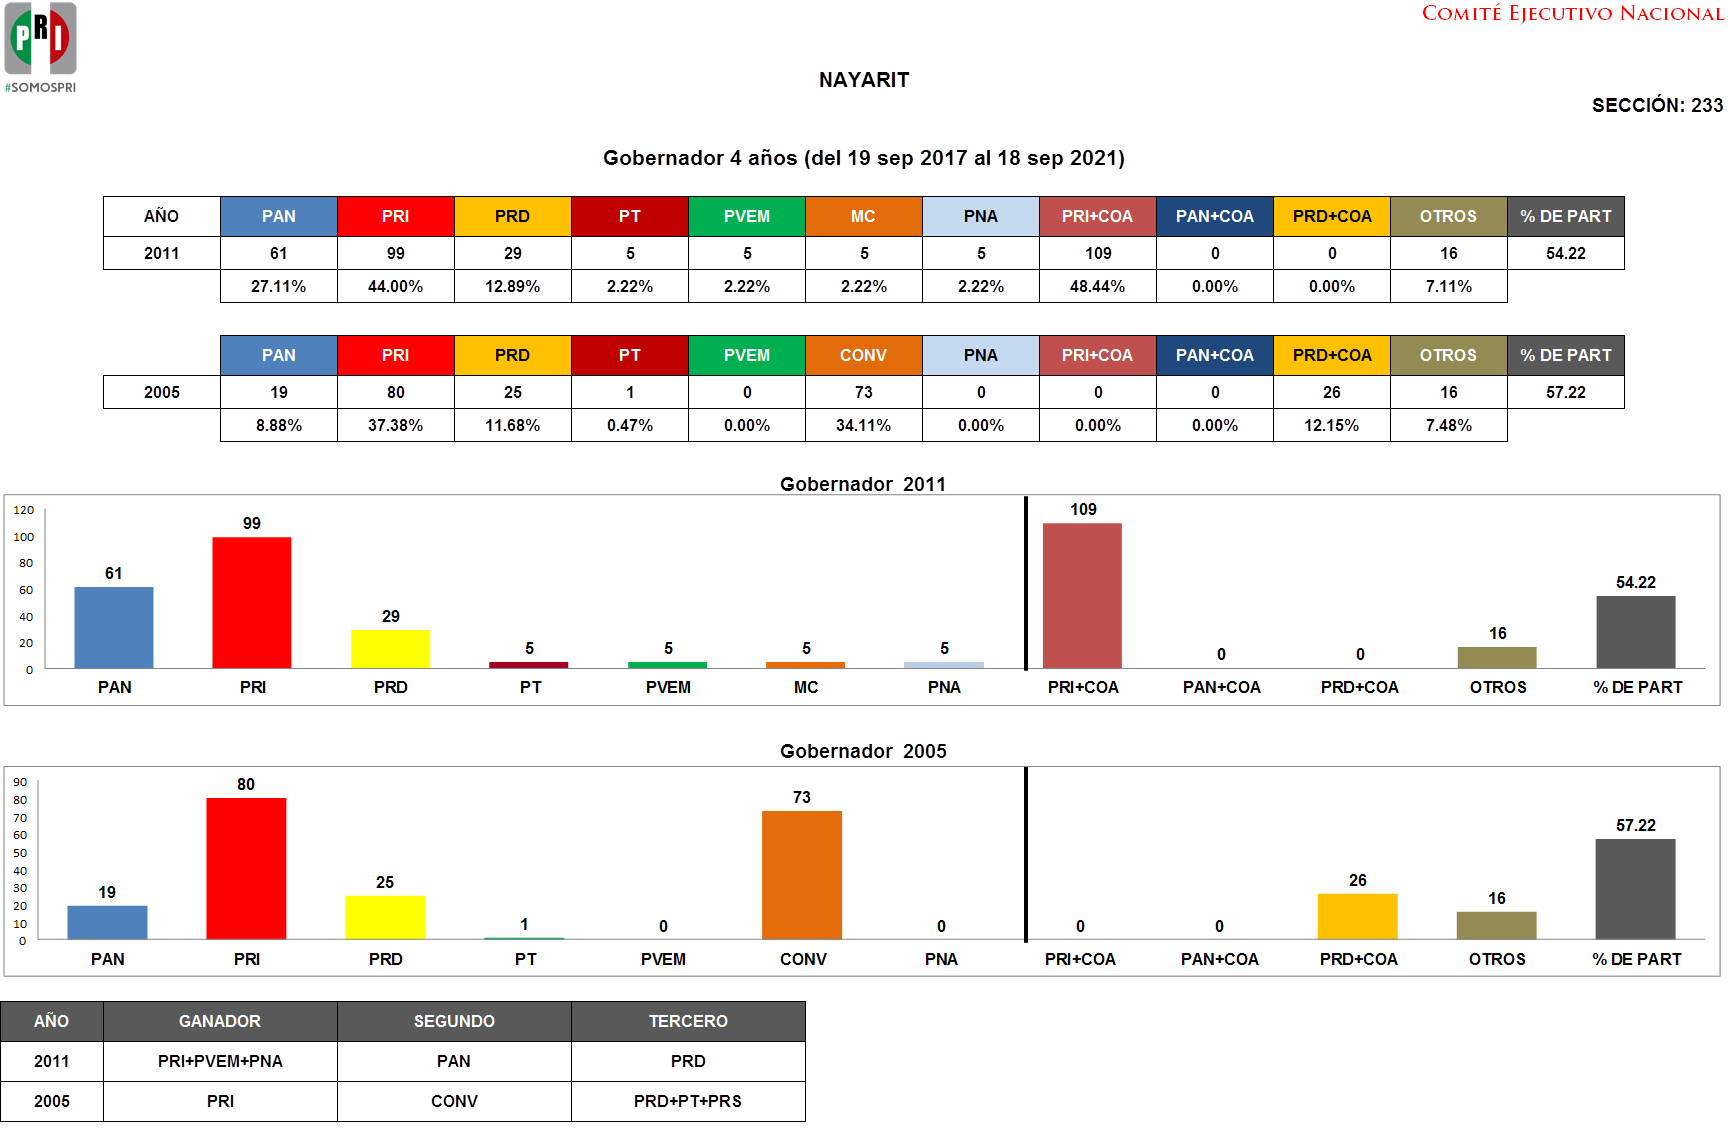 PRI
#SOMOSPRI
COMITÉ EJECUTIVO NACIONAL
NAYARIT
SECCIÓN: 233
Gobernador 4 años (del 19 sep 2017 al 18 sep 2021)
AÑO PAN PRI PRD PT PVEM MC PNA PRI+COA PAN+COA PRD+COA OTROS % DE PART
2011 61 99 29 5 5 5 5 109 0 0 16 54.22
27.11% 44.00% 12.89% 2.22% 2.22% 2.22% 2.22% 48.44% 0.00% 0.00% 7.11%
PAN PRI PRD PT PVEM CONV PNA PRI+COA PAN+COA PRD+COA OTROS % DE PART
2005 19 80 25 1 0 73 0 0 0 26 16 57.22
8.88% 37.38% 11.68% 0.47% 0.00% 34.11% 0.00% 0.00% 0.00% 12.15% 7.48%
Gobernador 2011
120
100
80
60
40
20
0
61 99 29 5 5 5 5 109 0 0 16 54.22
PAN PRI PRD PT PVEM MC PNA PRI+COA PAN+COA PRD+COA OTROS % DE PART
Gobernador 2005
90
80
70
60
50
40
30
20
10
0
19 80 25 1 0 73 0 0 0 26 16 57.22
PAN PRI PRD PT PVEM CONV PNA PRI+COA PAN+COA PRD+COA OTROS % DE PART
AÑO GANADOR SEGUNDO TERCERO
2011 PRI+PVEM+PNA PAN PRD
2005 PRI CONV PRD+PT+PRS